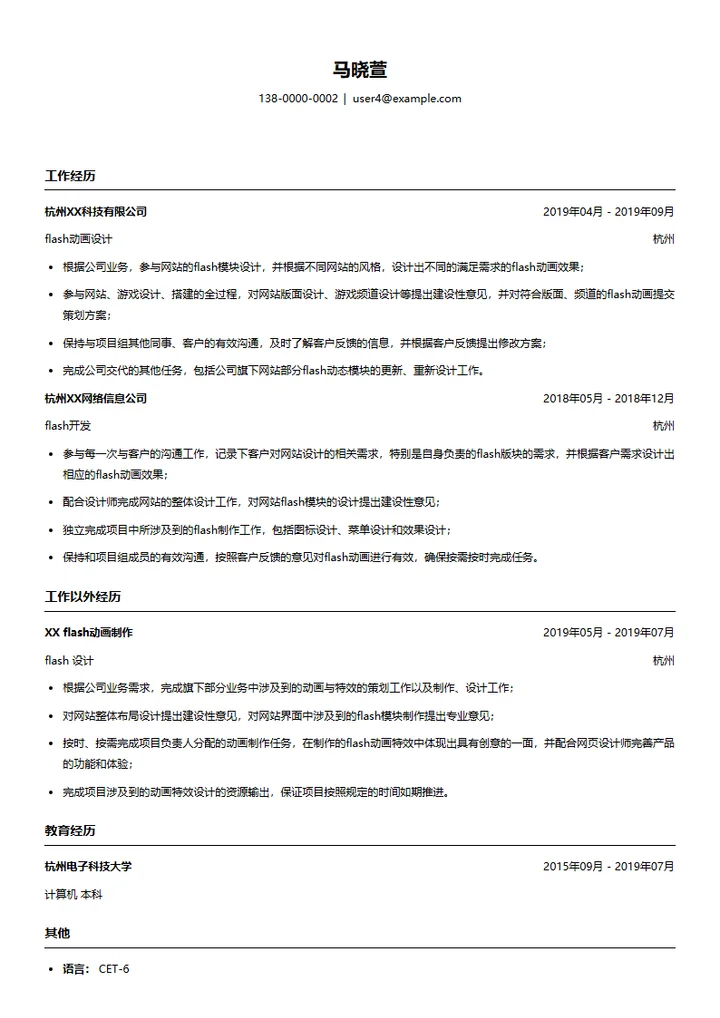 马晓萱
138-0000-0002 | user4@example.com
工作经历
杭州XX科技有限公司 2019年04月 - 2019年09月
flash动画设计 杭州
• 根据公司业务，参与网站的flash模块设计，并根据不同网站的风格，设计出不同的满足需求的flash动画效果；
• 参与网站、游戏设计、搭建的全过程，对网站版面设计、游戏频道设计等提出建设性意见，并对符合版面、频道的flash动画提交
策划方案；
• 保持与项目组其他同事、客户的有效沟通，及时了解客户反馈的信息，并根据客户反馈提出修改方案；
• 完成公司交代的其他任务，包括公司旗下网站部分flash动态模块的更新、重新设计工作。
杭州XX网络信息公司 2018年05月 - 2018年12月
flash开发 杭州
• 参与每一次与客户的沟通工作，记录下客户对网站设计的相关需求，特别是自身负责的flash版块的需求，并根据客户需求设计出
相应的flash动画效果；
• 配合设计师完成网站的整体设计工作，对网站flash模块的设计提出建设性意见；
• 独立完成项目中所涉及到的flash制作工作，包括图标设计、菜单设计和效果设计；
• 保持和项目组成员的有效沟通，按照客户反馈的意见对flash动画进行有效，确保按需按时完成任务。
工作以外经历
XX flash动画制作 2019年05月 - 2019年07月
flash 设计 杭州
• 根据公司业务需求，完成旗下部分业务中涉及到的动画与特效的策划工作以及制作、设计工作；
• 对网站整体布局设计提出建设性意见，对网站界面中涉及到的flash模块制作提出专业意见；
• 按时、按需完成项目负责人分配的动画制作任务，在制作的flash动画特效中体现出具有创意的一面，并配合网页设计师完善产品
的功能和体验；
• 完成项目涉及到的动画特效设计的资源输出，保证项目按照规定的时间如期推进。
教育经历
杭州电子科技大学 2015年09月 - 2019年07月
计算机 本科
其他
• 语言： CET-6